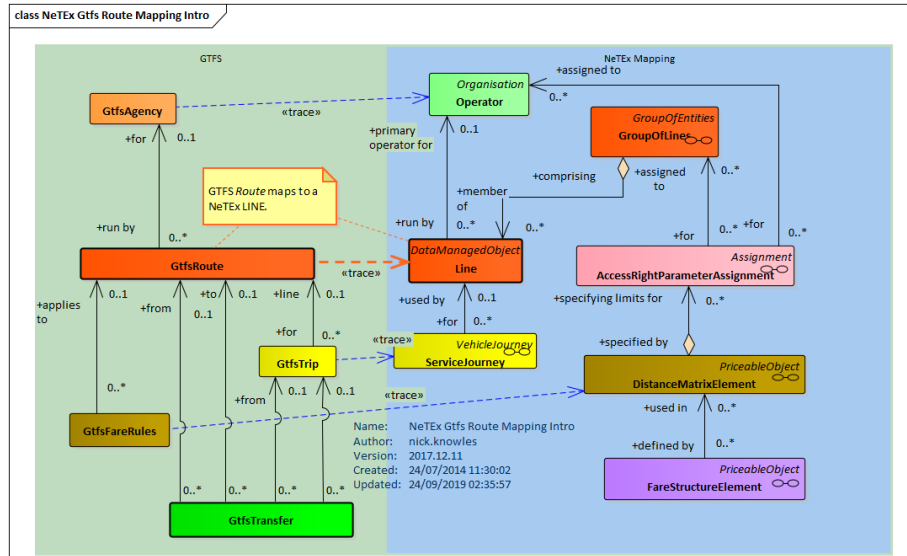 class NeTEx Gtfs Route Mapping Intro
GTFS
NeTEx Mapping
GtfsAgency
«trace»
Organisation
Operator
+assigned to
0..*
GroupOfEntities
GroupOfLines
+for
0..1
+primary
operator for
0..1
GTFS Route maps to a
NeTEx LINE.
+member
of
+comprising
+assigned
to
0..*
+run by
0..*
+run by
0..*
0..*
+for
0..*
+for
0..*
GtfsRoute
«trace»
DataManagedObject
Line
Assignment
AccessRightParameterAssignment
+applies
to
0..1
+from
0..1
+to
0..1
+line
0..1
+used by
0..1
+specifying limits for
0..*
+for
0..*
+for
0..*
GtfsTrip
«trace»
VehicleJourney
ServiceJourney
+specified by
PriceableObject
DistanceMatrixElement
0..*
+from
0..1
0..1
«trace»
+used in
0..*
GtfsFareRules
Name: NeTEx Gtfs Route Mapping Intro
Author: nick.knowles
Version: 2017.12.11
Created: 24/07/2014 11:30:02
Updated: 24/09/2019 02:35:57
+defined by
0..*
PriceableObject
FareStructureElement
0..*
0..*
0..*
0..*
GtfsTransfer